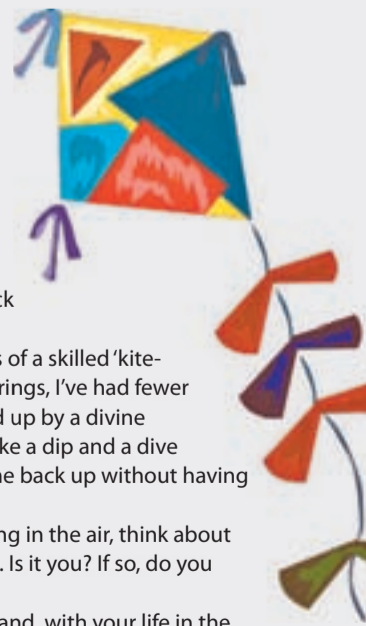 ck
s of a skilled ‘kite-
rings, I’ve had fewer
d up by a divine
ke a dip and a dive
ne back up without having
ng in the air, think about
. Is it you? If so, do you
and, with your life in the